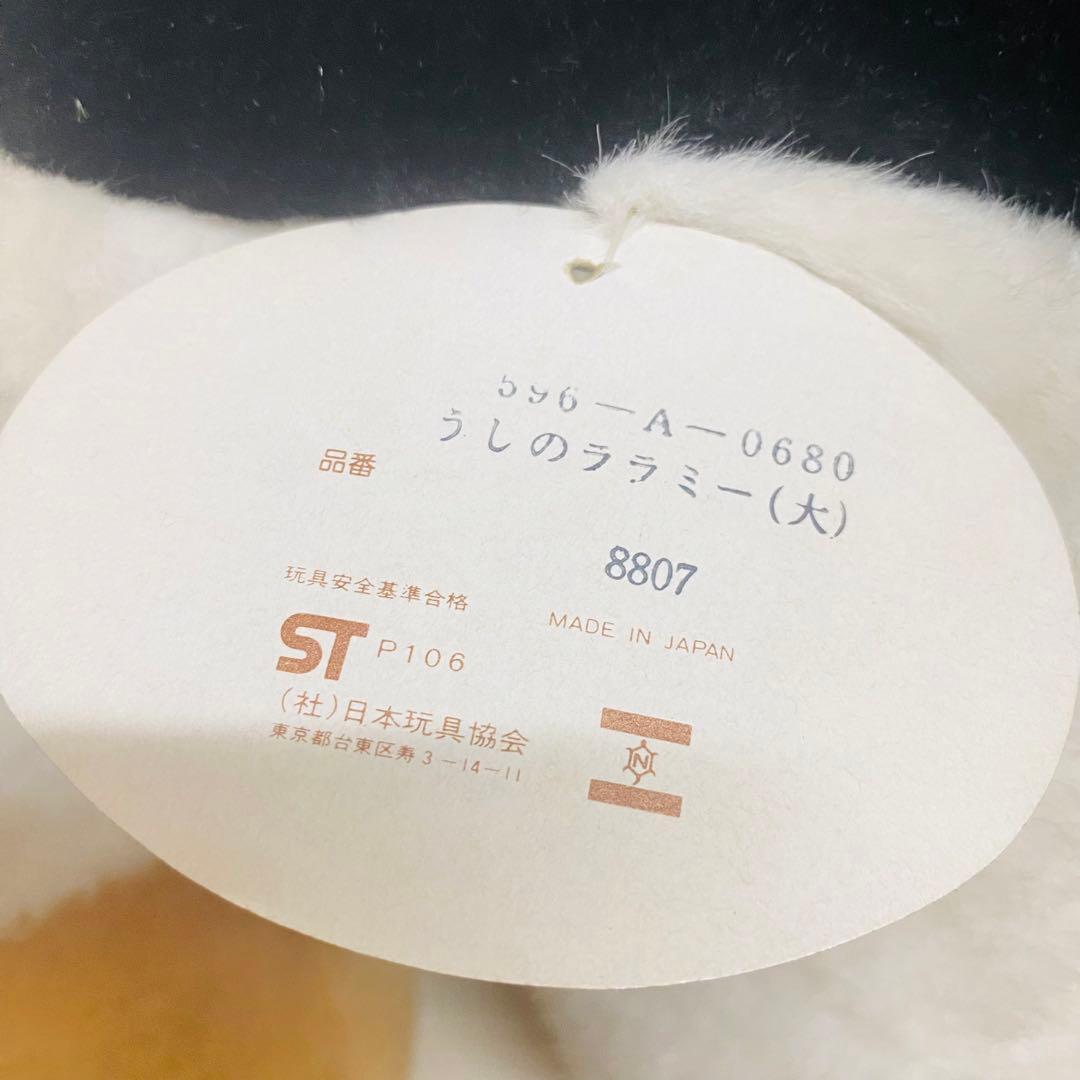 596-A-0680
うしのララミー(大)
品番
8807
玩具安全基準合格
MADE IN JAPAN
ST P106
(社)日本玩具協会
東京都台東区寿3-14-11
N